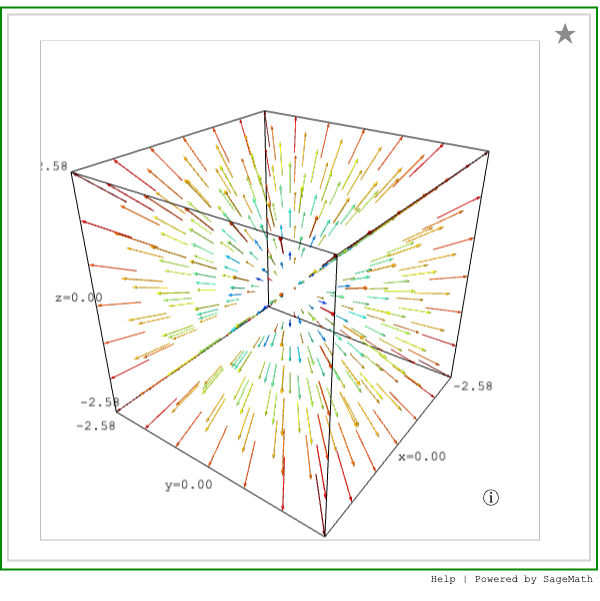 2.58
z=0.00
-2.58
-2.58
-2.58
x=0.00
y=0.00
i
Help | Powered by SageMath